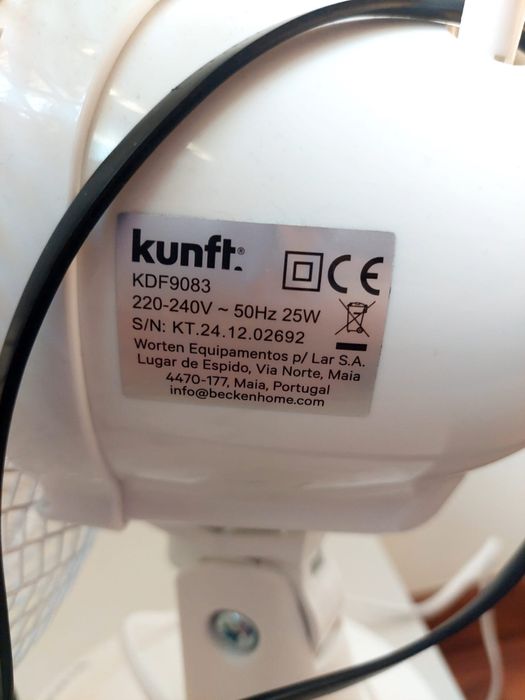 kunft.®
KDF9083
220-240V ~ 50Hz 25W
S/N: KT.24.12.02692
Worten Equipamentos p/ Lar S.A.
Lugar de Espido, Via Norte, Maia
4470-177, Maia, Portugal
info@beckenhome.com
CE